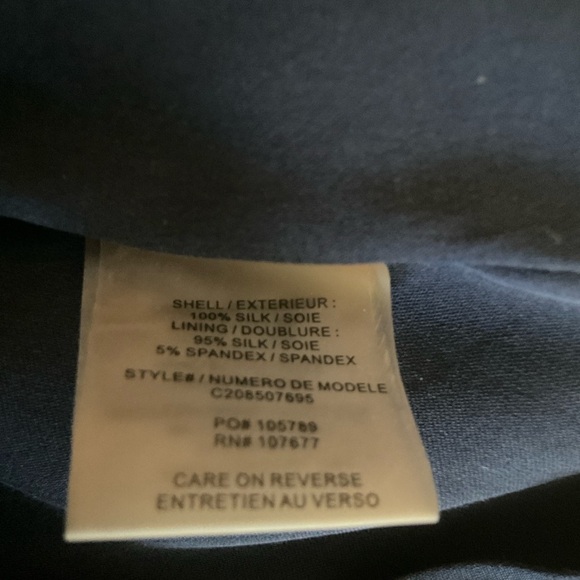 SHELL / EXTERIEUR :
100% SILK / SOIE
LINING / DOUBLURE :
95% SILK / SOIE
5% SPANDEX / SPANDEX
STYLE# / NUMERO DE MODELE
C208507695
PO# 105789
RN# 107677
CARE ON REVERSE
ENTRETIEN AU VERSO